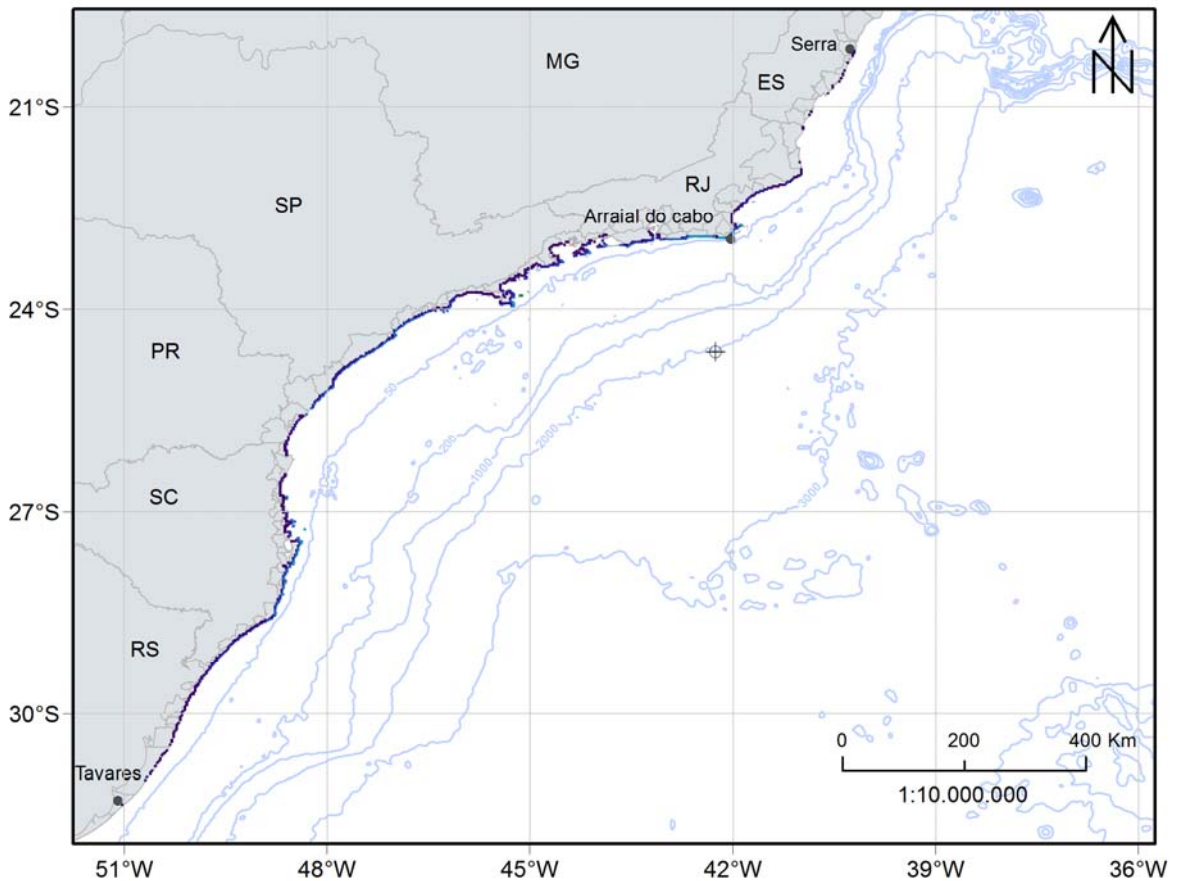 Serra
MG
ES
21°S
SP
RJ
Arraial do cabo
24°S
PR
50
200
1000
2000
SC
27°S
3000
RS
30°S
0 200 400 Km
1:10.000.000
Tavares
51°W 48°W 45°W 42°W 39°W 36°W
N